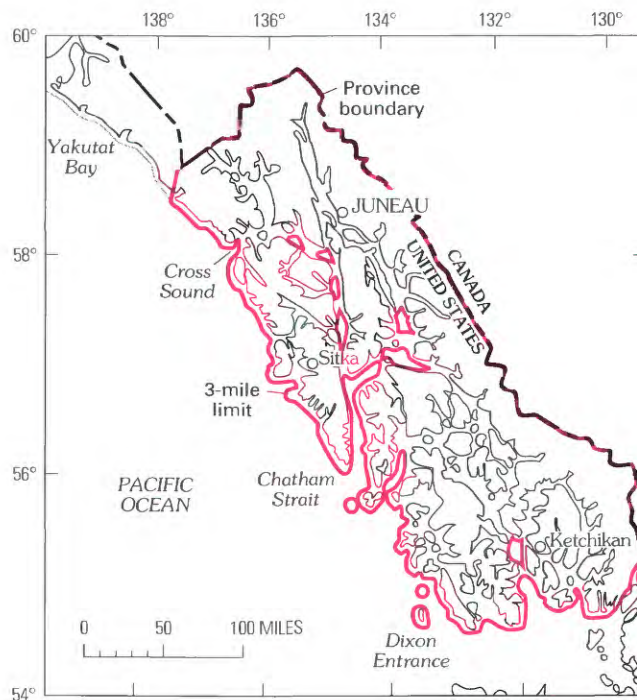 138° 136° 134° 132° 130°
60°
Province
boundary
Yakutat
Bay
JUNEAU
58°
CANADA
UNITED STATES
Cross
Sound
Sitka
3-mile
limit
56°
Chatham
Strait
PACIFIC
OCEAN
Ketchikan
0 50 100 MILES
Dixon
Entrance
54°